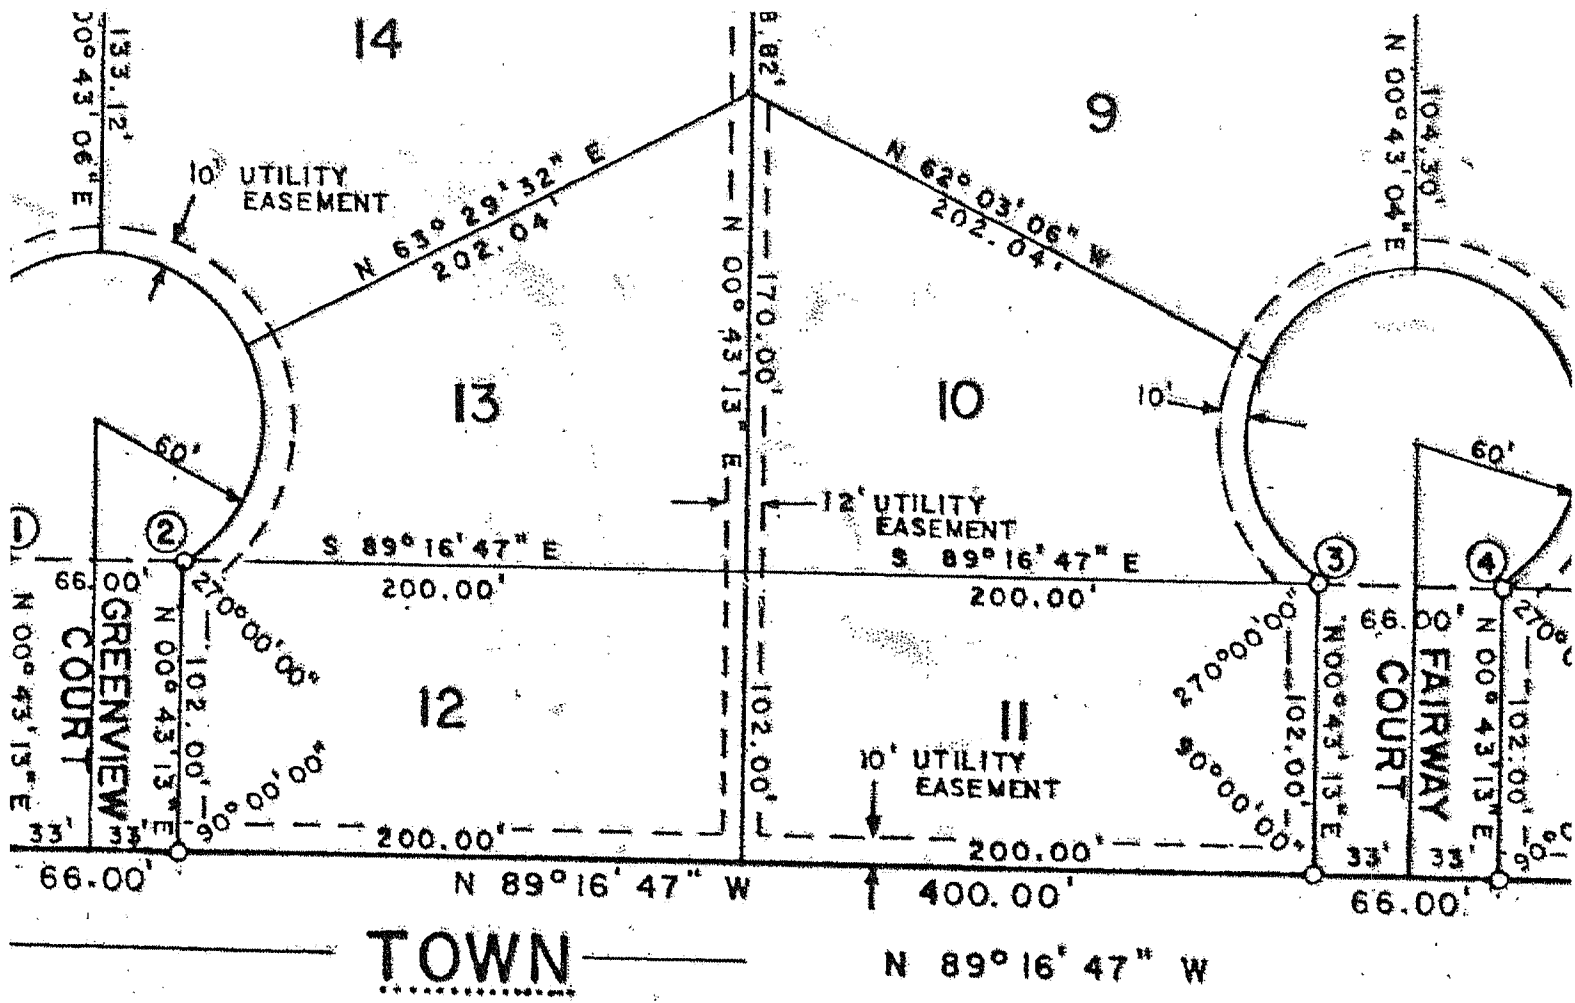 14
133.12'
00° 43' 06" E
8.82'
9
N 00° 43' 04" E
104.30'
10' UTILITY
EASEMENT
N 63° 29' 32" E
202.04'
N 62° 03' 06" W
202.04'
N 00° 43' 13" E
170.00'
13
10
10'
60'
60'
12' UTILITY
EASEMENT
1
2
3
4
S 89° 16' 47" E
200.00'
S 89° 16' 47" E
200.00'
66.00'
66.00'
270° 00' 00"
270° 00' 00"
270°
N 00° 43' 13" E
GREENVIEW
COURT
N 00° 43' 13" E
102.00'
12
102.00'
11
102.00'
N 00° 43' 13" E
FAIRWAY
COURT
N 00° 43' 13" E
102.00'
90° 00' 00"
90° 00' 00"
90°
10' UTILITY
EASEMENT
33' 33'
200.00'
200.00'
33' 33'
66.00'
N 89° 16' 47" W
400.00'
66.00'
TOWN
N 89° 16' 47" W